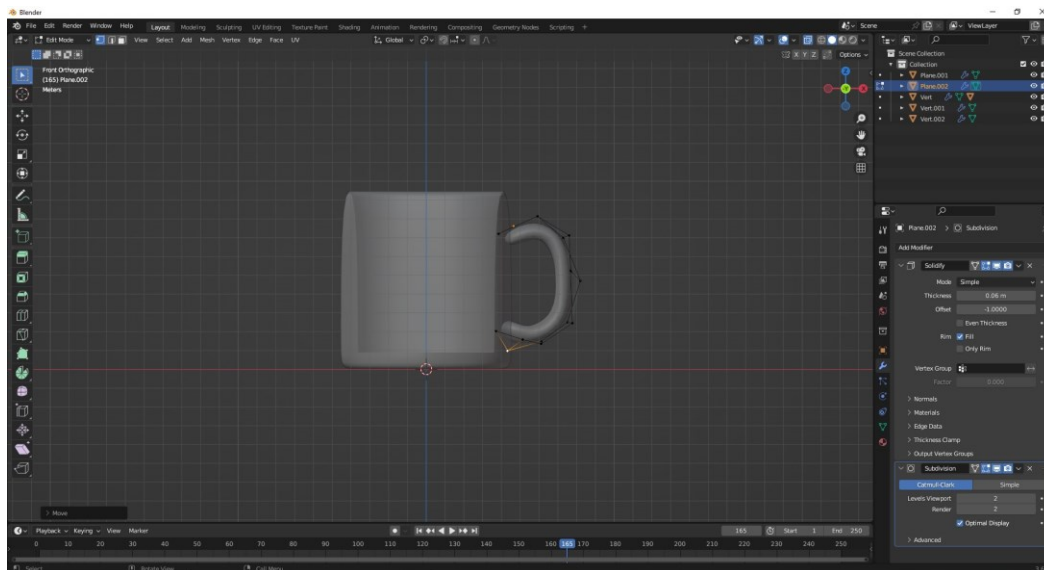 Blender
File Edit Render Window Help Layout Modeling Sculpting UV Editing Texture Paint Shading Animation Rendering Compositing Geometry Nodes Scripting + Scene ViewLayer
Edit Mode View Select Add Mesh Vertex Edge Face UV Global
X Y Z Options
Front Orthographic
(165) Plane.002
Meters
Scene Collection
Collection
Plane.001
Plane.002
Vert
Vert.001
Vert.002
Plane.002 > Subdivision
Add Modifier
Solidify
Mode Simple
Thickness 0.06 m
Offset -1.0000
Even Thickness
Rim Fill
Only Rim
Vertex Group
Factor 0.000
> Normals
> Materials
> Edge Data
> Thickness Clamp
> Output Vertex Groups
Subdivision
Catmull-Clark Simple
Levels Viewport 2
Render 2
Optimal Display
> Advanced
> Move
Playback Keying View Marker 165 Start 1 End 250
0 10 20 30 40 50 60 70 80 90 100 110 120 130 140 150 160 165 170 180 190 200 210 220 230 240 250
Select Rotate View Call Menu